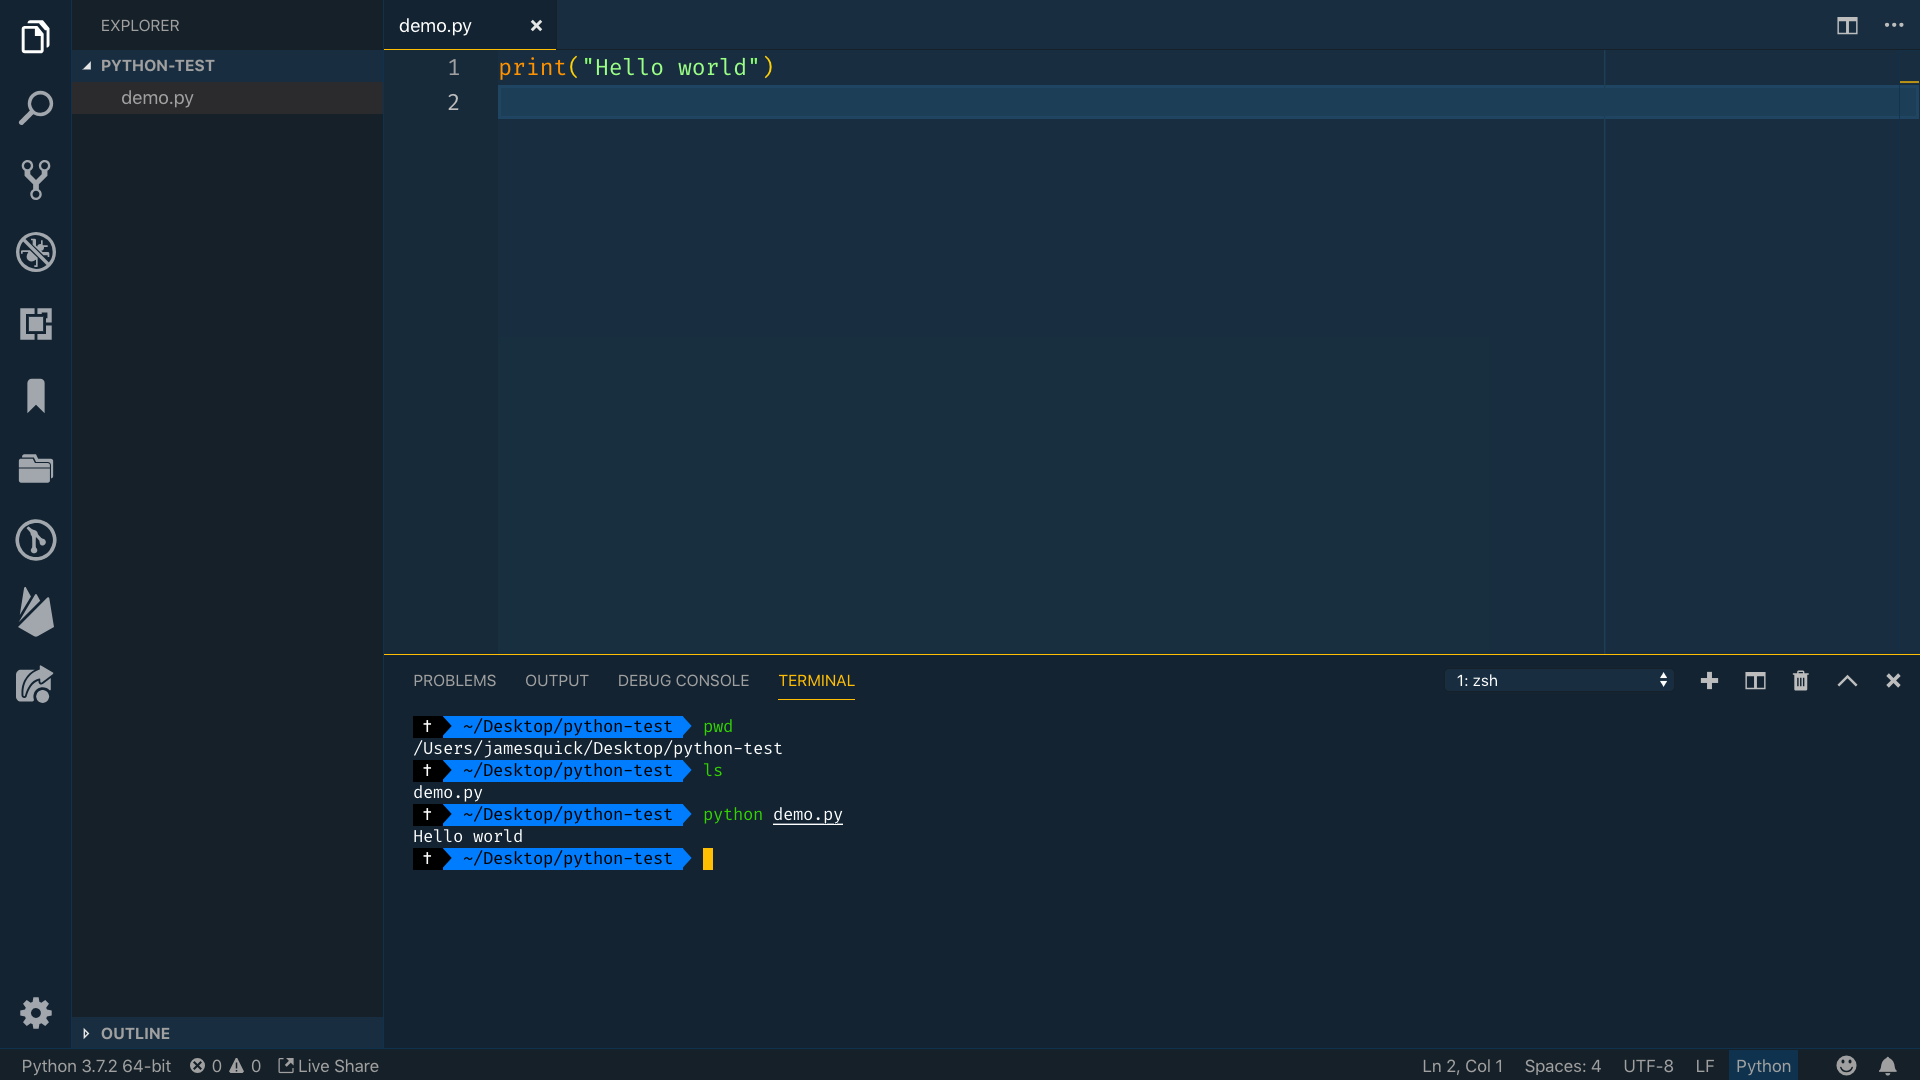 EXPLORER
PYTHON-TEST
demo.py
demo.py
1 print("Hello world")
2
PROBLEMS OUTPUT DEBUG CONSOLE TERMINAL 1: zsh
† ~/Desktop/python-test pwd
/Users/jamesquick/Desktop/python-test
† ~/Desktop/python-test ls
demo.py
† ~/Desktop/python-test python demo.py
Hello world
† ~/Desktop/python-test
OUTLINE
Python 3.7.2 64-bit 0 0 Live Share Ln 2, Col 1 Spaces: 4 UTF-8 LF Python